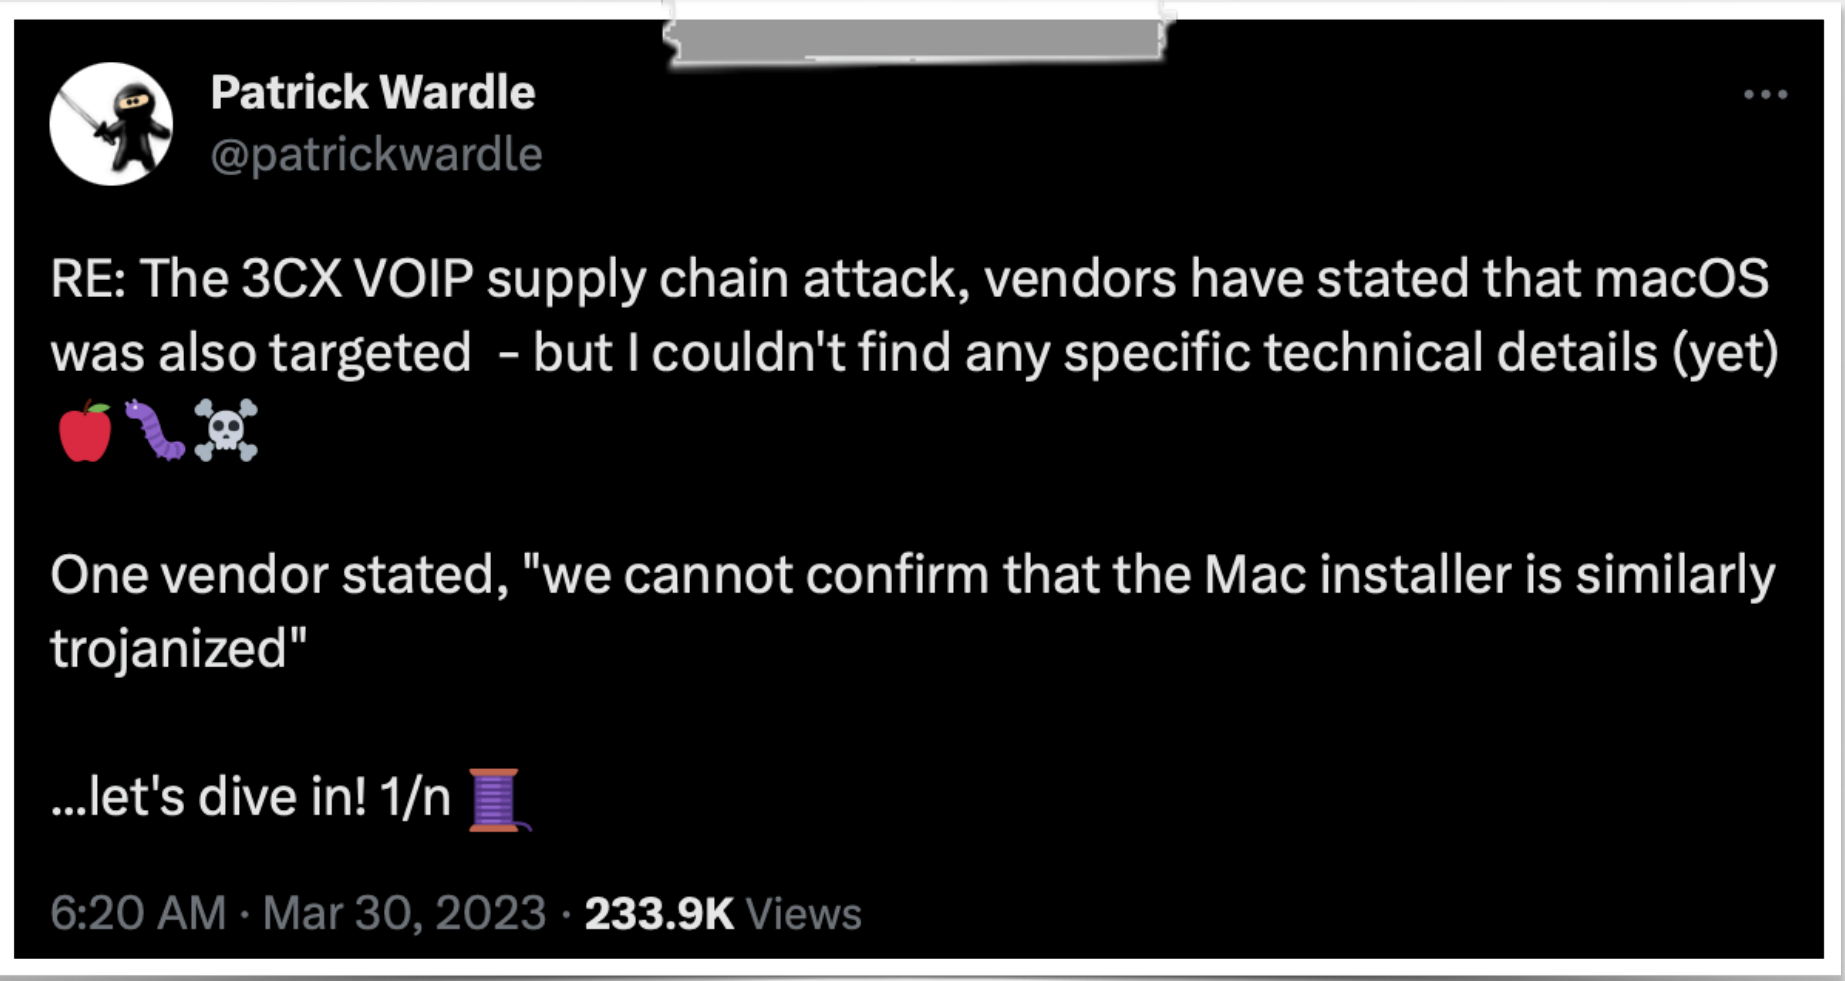 Patrick Wardle
@patrickwardle
RE: The 3CX VOIP supply chain attack, vendors have stated that macOS
was also targeted  - but I couldn't find any specific technical details (yet)
🍎🐛☠️
One vendor stated, "we cannot confirm that the Mac installer is similarly
trojanized"
...let's dive in! 1/n 🧵
6:20 AM · Mar 30, 2023 · 233.9K Views